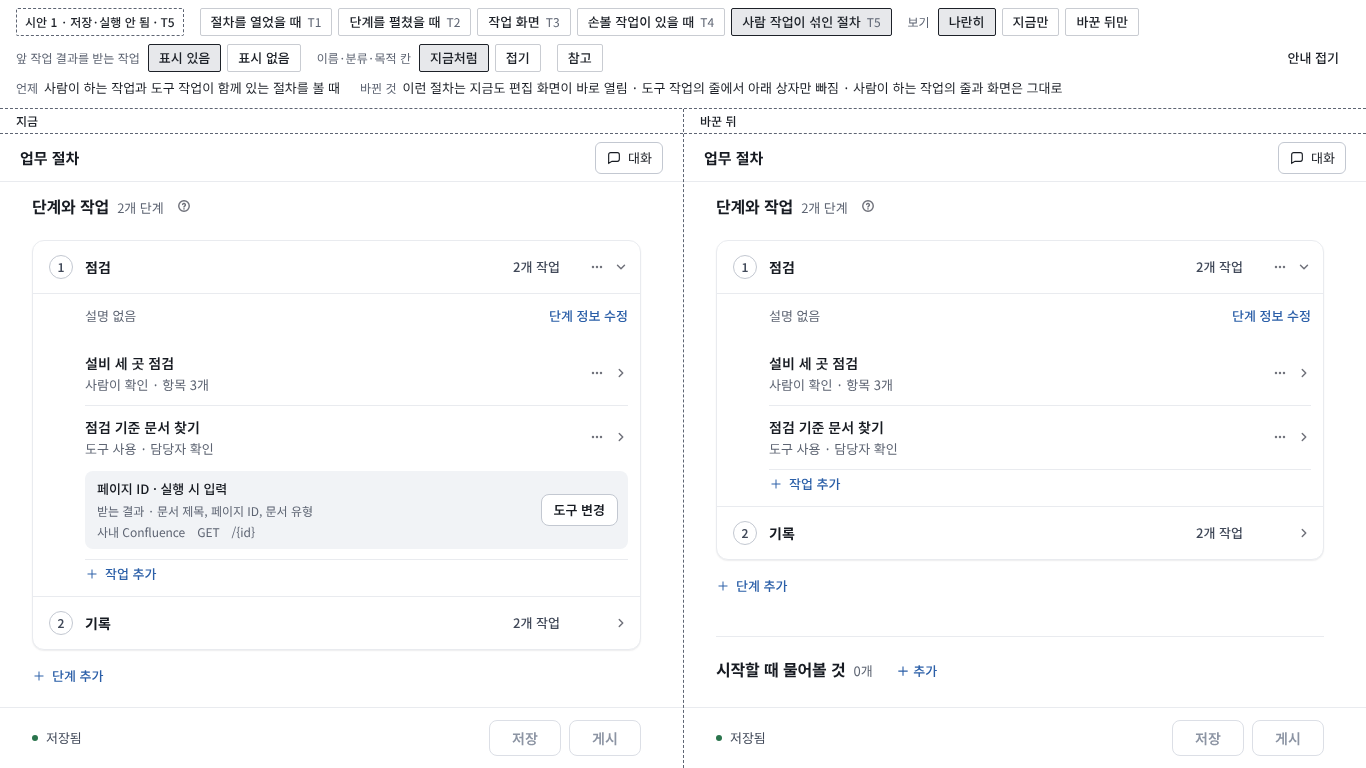 시안 1 · 저장·실행 안 됨 · T5
절차를 열었을 때 T1
단계를 펼쳤을 때 T2
작업 화면 T3
손볼 작업이 있을 때 T4
사람 작업이 섞인 절차 T5
보기
나란히
지금만
바꾼 뒤만
앞 작업 결과를 받는 작업
표시 있음
표시 없음
이름·분류·목적 칸
지금처럼
접기
참고
안내 접기
언제 사람이 하는 작업과 도구 작업이 함께 있는 절차를 볼 때
바뀐 것 이런 절차는 지금도 편집 화면이 바로 열림 · 도구 작업의 줄에서 아래 상자만 빠짐 · 사람이 하는 작업의 줄과 화면은 그대로
지금
업무 절차
대화
단계와 작업 2개 단계
1 점검 2개 작업
설명 없음 단계 정보 수정
설비 세 곳 점검
사람이 확인 · 항목 3개
점검 기준 문서 찾기
도구 사용 · 담당자 확인
페이지 ID · 실행 시 입력
받는 결과 · 문서 제목, 페이지 ID, 문서 유형
사내 Confluence GET /{id}
도구 변경
+ 작업 추가
2 기록 2개 작업
+ 단계 추가
저장됨
저장
게시
바꾼 뒤
업무 절차
대화
단계와 작업 2개 단계
1 점검 2개 작업
설명 없음 단계 정보 수정
설비 세 곳 점검
사람이 확인 · 항목 3개
점검 기준 문서 찾기
도구 사용 · 담당자 확인
+ 작업 추가
2 기록 2개 작업
+ 단계 추가
시작할 때 물어볼 것 0개 + 추가
저장됨
저장
게시